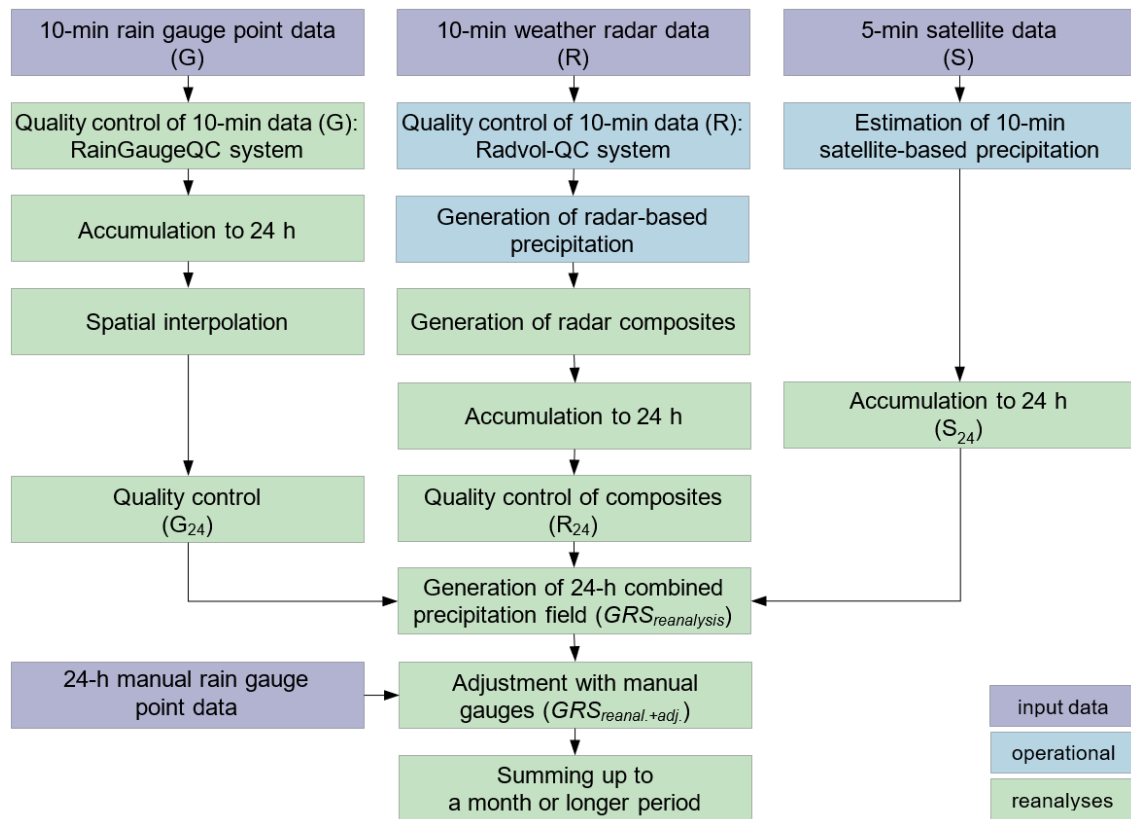 10-min rain gauge point data
(G)
10-min weather radar data
(R)
5-min satellite data
(S)
Quality control of 10-min data (G):
RainGaugeQC system
Quality control of 10-min data (R):
Radvol-QC system
Estimation of 10-min
satellite-based precipitation
Accumulation to 24 h
Generation of radar-based
precipitation
Spatial interpolation
Generation of radar composites
Accumulation to 24 h
Accumulation to 24 h
(S24)
Quality control
(G24)
Quality control of composites
(R24)
Generation of 24-h combined
precipitation field (GRSreanalysis)
24-h manual rain gauge
point data
Adjustment with manual
gauges (GRSreanal.+adj.)
Summing up to
a month or longer period
input data
operational
reanalyses